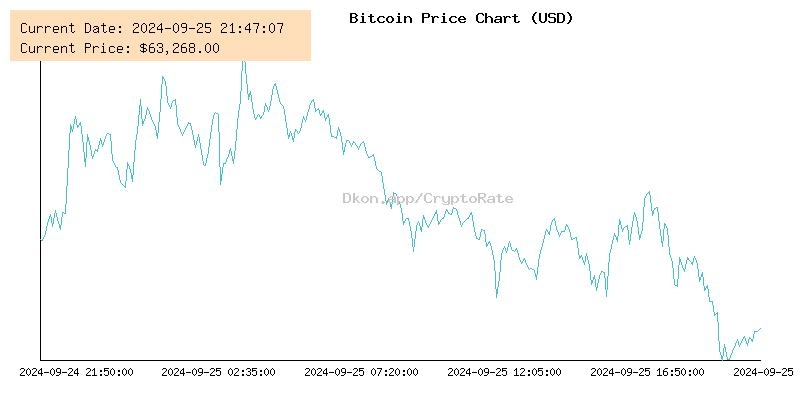 Bitcoin Price Chart (USD)
Current Date: 2024-09-25 21:47:07
Current Price: $63,268.00
Dkon.app/CryptoRate
2024-09-24 21:50:00 2024-09-25 02:35:00 2024-09-25 07:20:00 2024-09-25 12:05:00 2024-09-25 16:50:00 2024-09-25